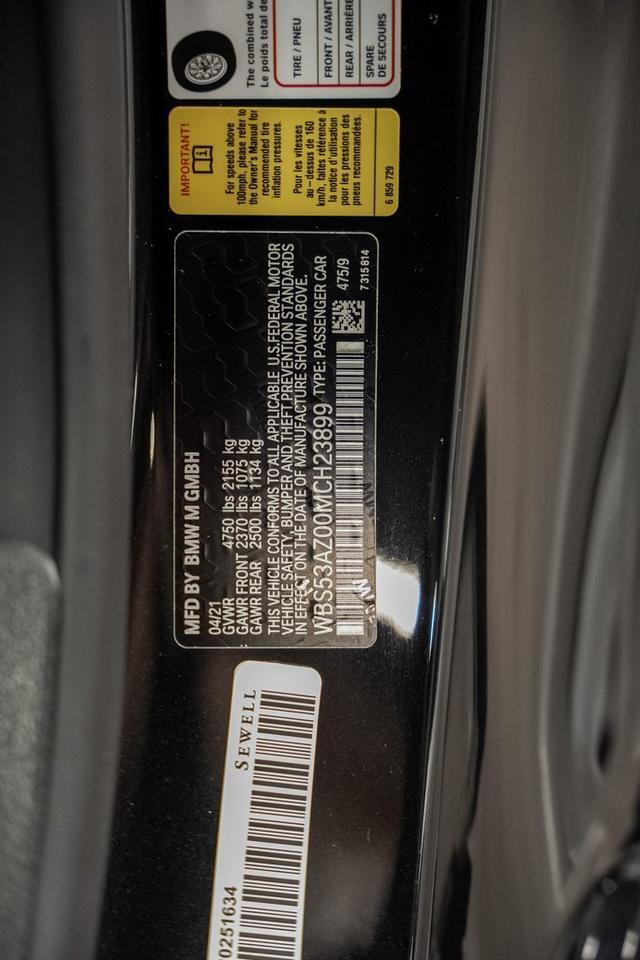 The combined w
Le poids total de
TIRE / PNEU
FRONT / AVANT
REAR / ARRIÈRE
SPARE
DE SECOURS
IMPORTANT!
i
For speeds above
100mph, please refer to
the Owner's Manual for
recommended tire
inflation pressures.
Pour les vitesses
au – dessus de 160
km/h, faites référence à
la notice d'utilisation
pour les pressions des
pneus recommandées.
6 859 729
MFD BY BMW M GMBH
04/21
GVWR 4750 lbs 2155 kg
GAWR FRONT 2370 lbs 1075 kg
GAWR REAR 2500 lbs 1134 kg
THIS VEHICLE CONFORMS TO ALL APPLICABLE U.S.FEDERAL MOTOR
VEHICLE SAFETY, BUMPER AND THEFT PREVENTION STANDARDS
IN EFFECT ON THE DATE OF MANUFACTURE SHOWN ABOVE.
WBS53AZ00MCH23899 TYPE: PASSENGER CAR
475/9
7 315 814
SEWELL
0251634